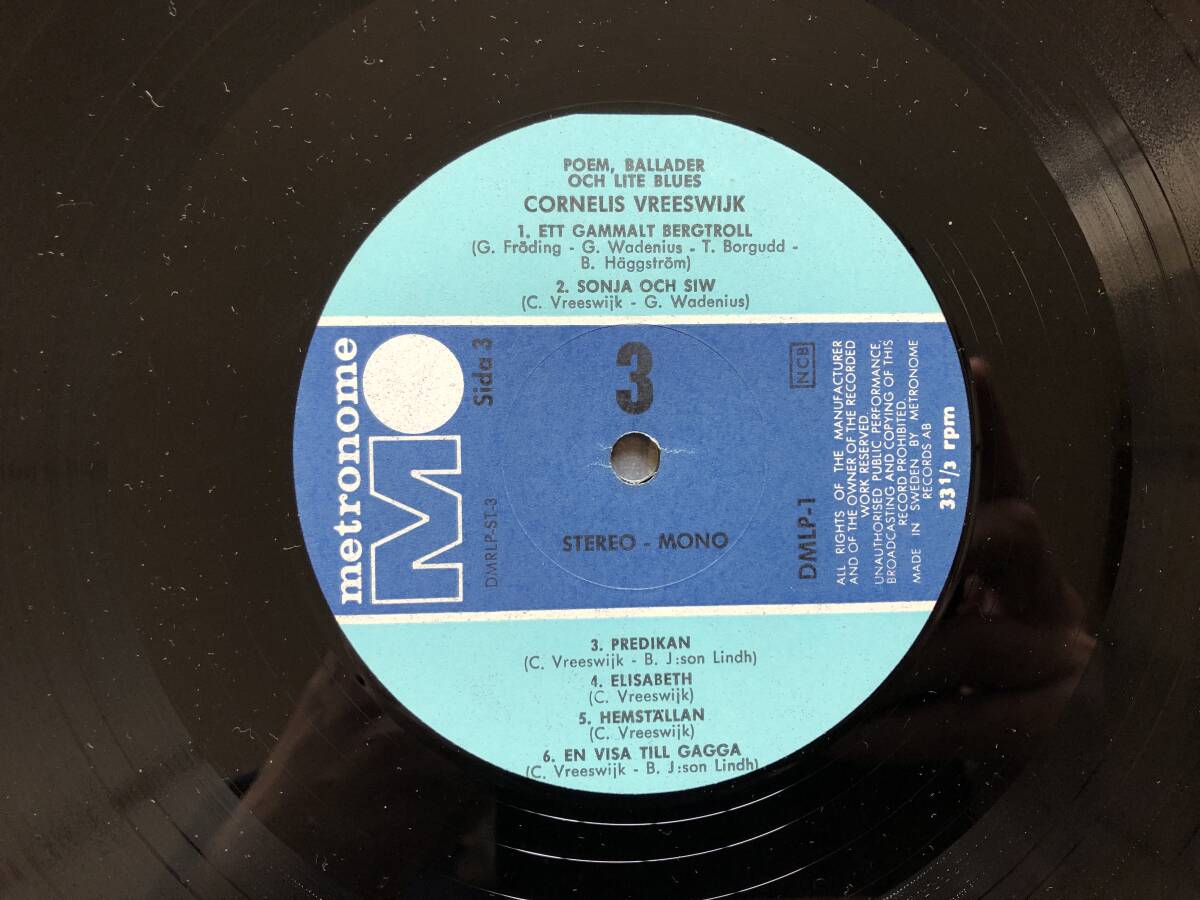 POEM, BALLADER
OCH LITE BLUES
CORNELIS VREESWIJK
1. ETT GAMMALT BERGTROLL
(G. Fröding - G. Wadenius - T. Borgudd -
B. Häggström)
2. SONJA OCH SIW
(C. Vreeswijk - G. Wadenius)
metronome
M
Sida 3
DMRLP-ST-3
3
STEREO - MONO
NCB
DMLP-1
ALL RIGHTS OF THE MANUFACTURER
AND OF THE OWNER OF THE RECORDED
WORK RESERVED.
UNAUTHORISED PUBLIC PERFORMANCE,
BROADCASTING AND COPYING OF THIS
RECORD PROHIBITED.
MADE IN SWEDEN BY METRONOME
RECORDS AB
33 1/3 rpm
3. PREDIKAN
(C. Vreeswijk - B. J:son Lindh)
4. ELISABETH
(C. Vreeswijk)
5. HEMSTÄLLAN
(C. Vreeswijk)
6. EN VISA TILL GAGGA
(C. Vreeswijk - B. J:son Lindh)